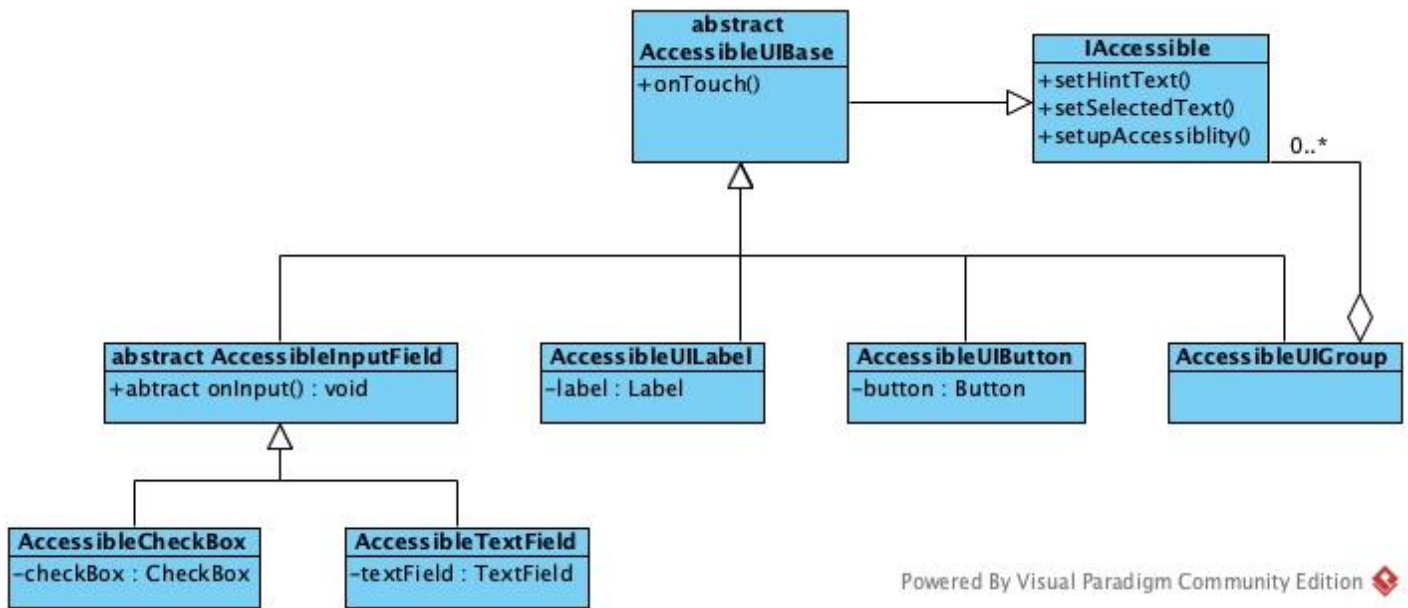 abstract
AccessibleUIBase
+onTouch()
IAccessible
+setHintText()
+setSelectedText()
+setupAccessiblity()
0..*
abstract AccessibleInputField
+abtract onInput() : void
AccessibleUILabel
-label : Label
AccessibleUIButton
-button : Button
AccessibleUIGroup
AccessibleCheckBox
-checkBox : CheckBox
AccessibleTextField
-textField : TextField
Powered By Visual Paradigm Community Edition